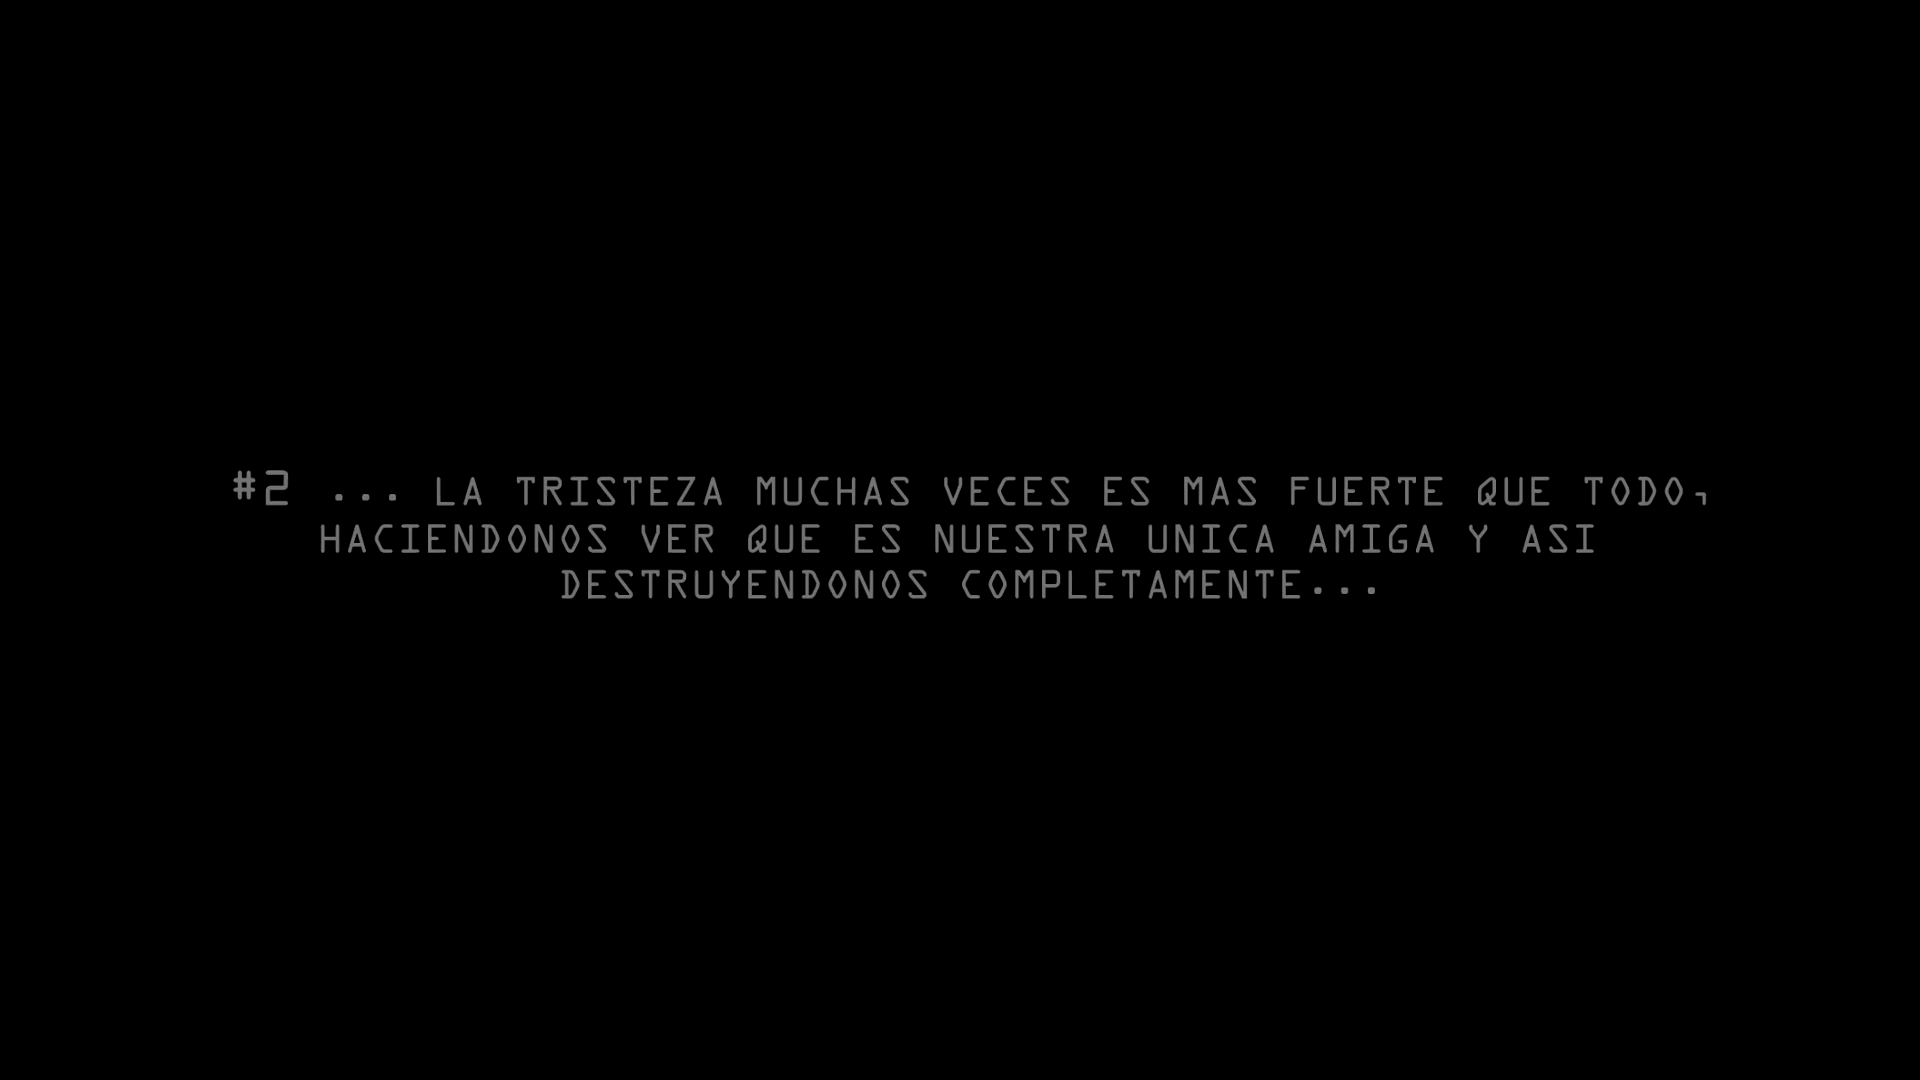 #2 ... LA TRISTEZA MUCHAS VECES ES MAS FUERTE QUE TODO,
HACIENDONOS VER QUE ES NUESTRA UNICA AMIGA Y ASI
DESTRUYENDONOS COMPLETAMENTE...